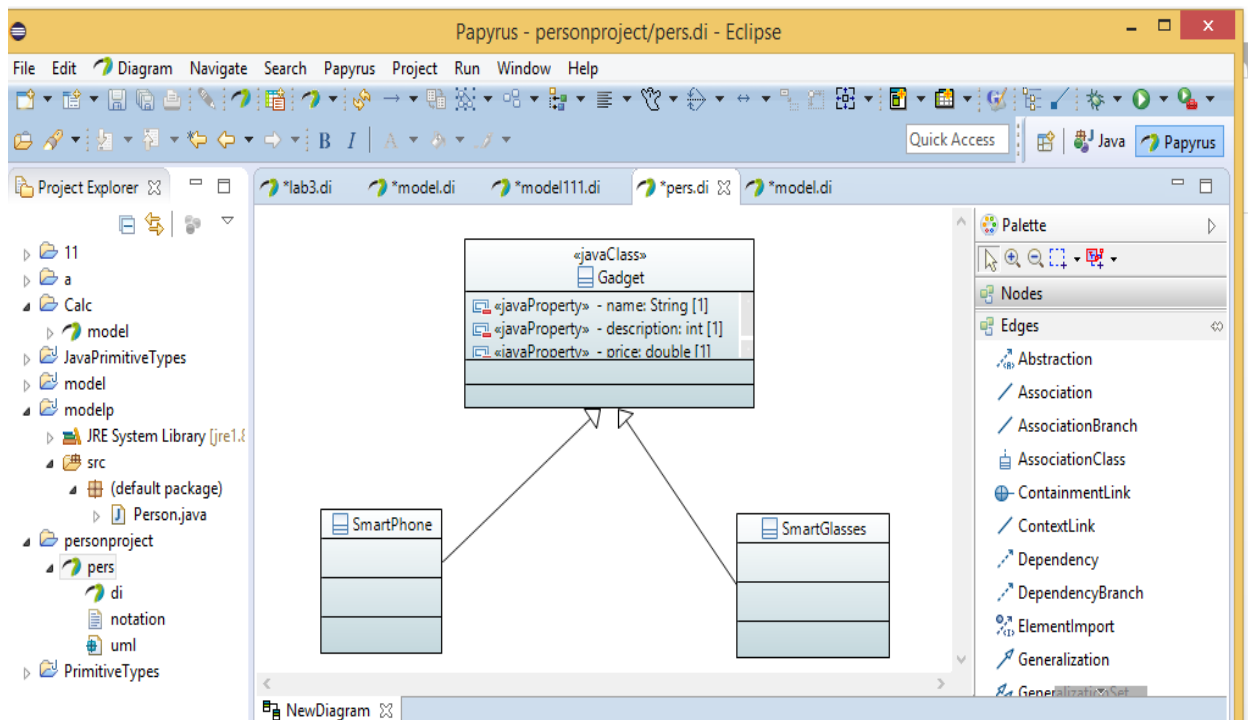 Papyrus - personproject/pers.di - Eclipse
File Edit Diagram Navigate Search Papyrus Project Run Window Help
B I A
Quick Access Java Papyrus
Project Explorer
*lab3.di *model.di *model111.di *pers.di *model.di
11
a
Calc
model
JavaPrimitiveTypes
model
modelp
JRE System Library [jre1.8
src
(default package)
Person.java
personproject
pers
di
notation
uml
PrimitiveTypes
«javaClass»
Gadget
«javaProperty» - name: String [1]
«javaProperty» - description: int [1]
«javaProperty» - price: double [1]
SmartPhone
SmartGlasses
NewDiagram
Palette
Nodes
Edges
Abstraction
Association
AssociationBranch
AssociationClass
ContainmentLink
ContextLink
Dependency
DependencyBranch
ElementImport
Generalization
GeneralizationSet